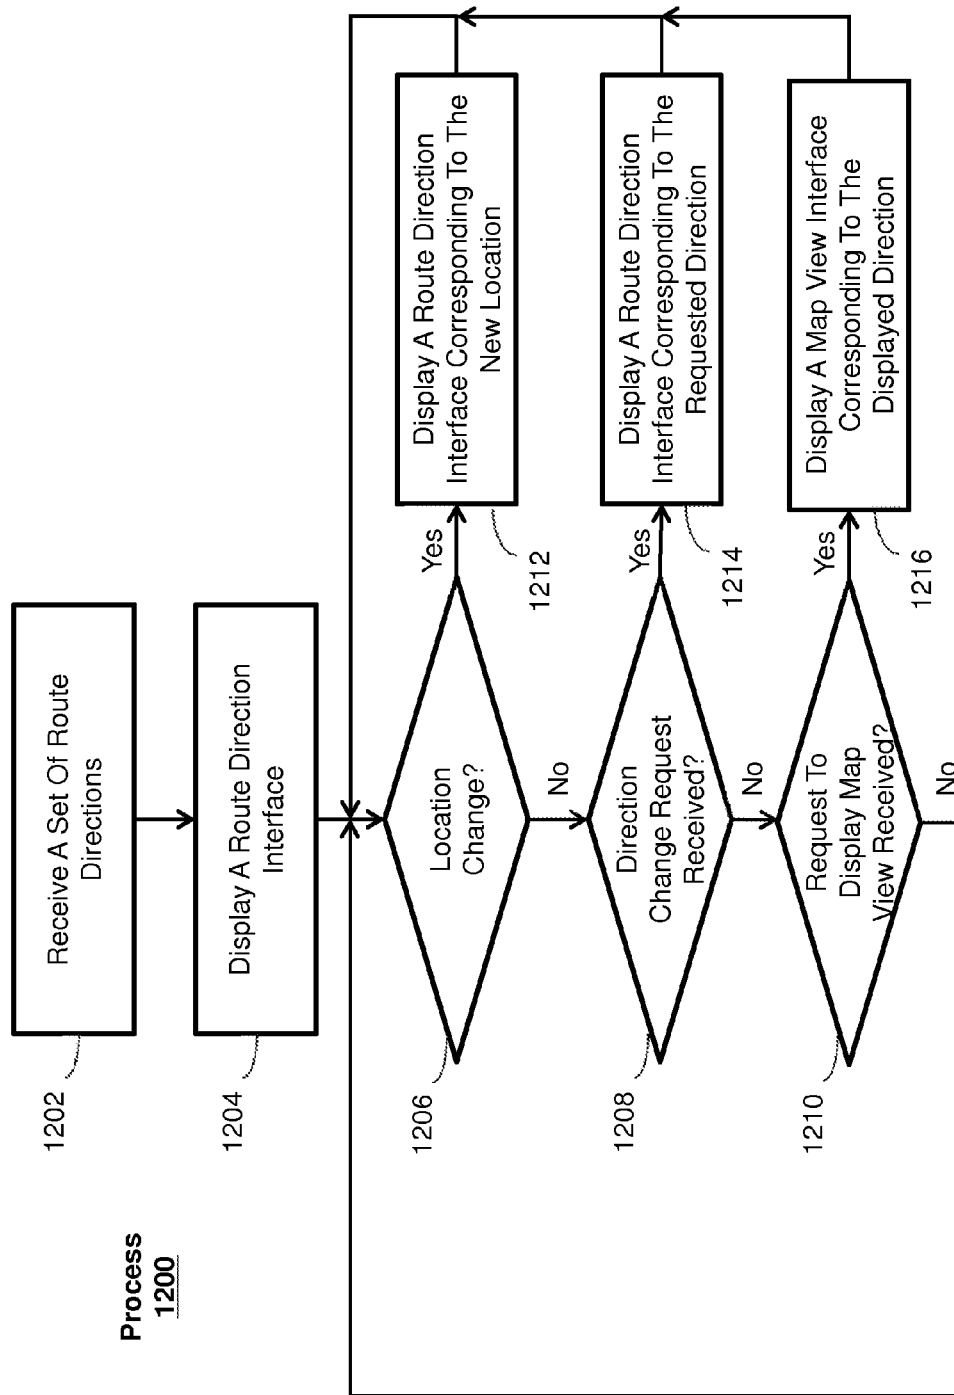 Process
1200
1202
Receive A Set Of Route
Directions
1204
Display A Route Direction
Interface
1206
Location
Change?
Yes
No
1212
Display A Route Direction
Interface Corresponding To The
New Location
1208
Direction
Change Request
Received?
Yes
No
1214
Display A Route Direction
Interface Corresponding To The
Requested Direction
1210
Request To
Display Map
View Received?
Yes
No
1216
Display A Map View Interface
Corresponding To The
Displayed Direction